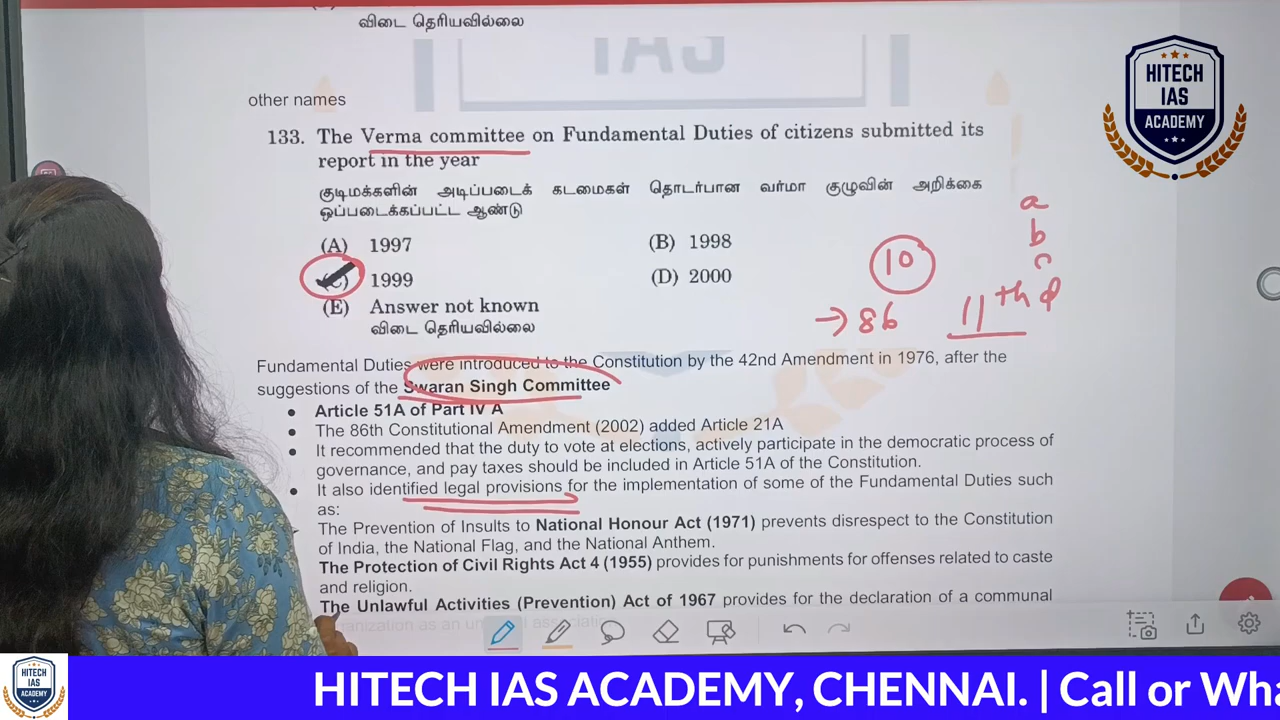 விடை தெரியவில்லை
HITECH
IAS
ACADEMY
other names
133. The Verma committee on Fundamental Duties of citizens submitted its
report in the year
குடிமக்களின் அடிப்படைக் கடமைகள் தொடர்பான வர்மா குழுவின் அறிக்கை
ஒப்படைக்கப்பட்ட ஆண்டு
(A) 1997
(B) 1998
(C) 1999
(D) 2000
(E) Answer not known
விடை தெரியவில்லை
a
b
c
10
→ 86
11th
Fundamental Duties were introduced to the Constitution by the 42nd Amendment in 1976, after the
suggestions of the Swaran Singh Committee
• Article 51A of Part IV A
• The 86th Constitutional Amendment (2002) added Article 21A
• It recommended that the duty to vote at elections, actively participate in the democratic process of
governance, and pay taxes should be included in Article 51A of the Constitution.
• It also identified legal provisions for the implementation of some of the Fundamental Duties such
as:
The Prevention of Insults to National Honour Act (1971) prevents disrespect to the Constitution
of India, the National Flag, and the National Anthem.
The Protection of Civil Rights Act 4 (1955) provides for punishments for offenses related to caste
and religion.
The Unlawful Activities (Prevention) Act of 1967 provides for the declaration of a communal
HITECH
IAS
ACADEMY
HITECH IAS ACADEMY, CHENNAI. | Call or Wha